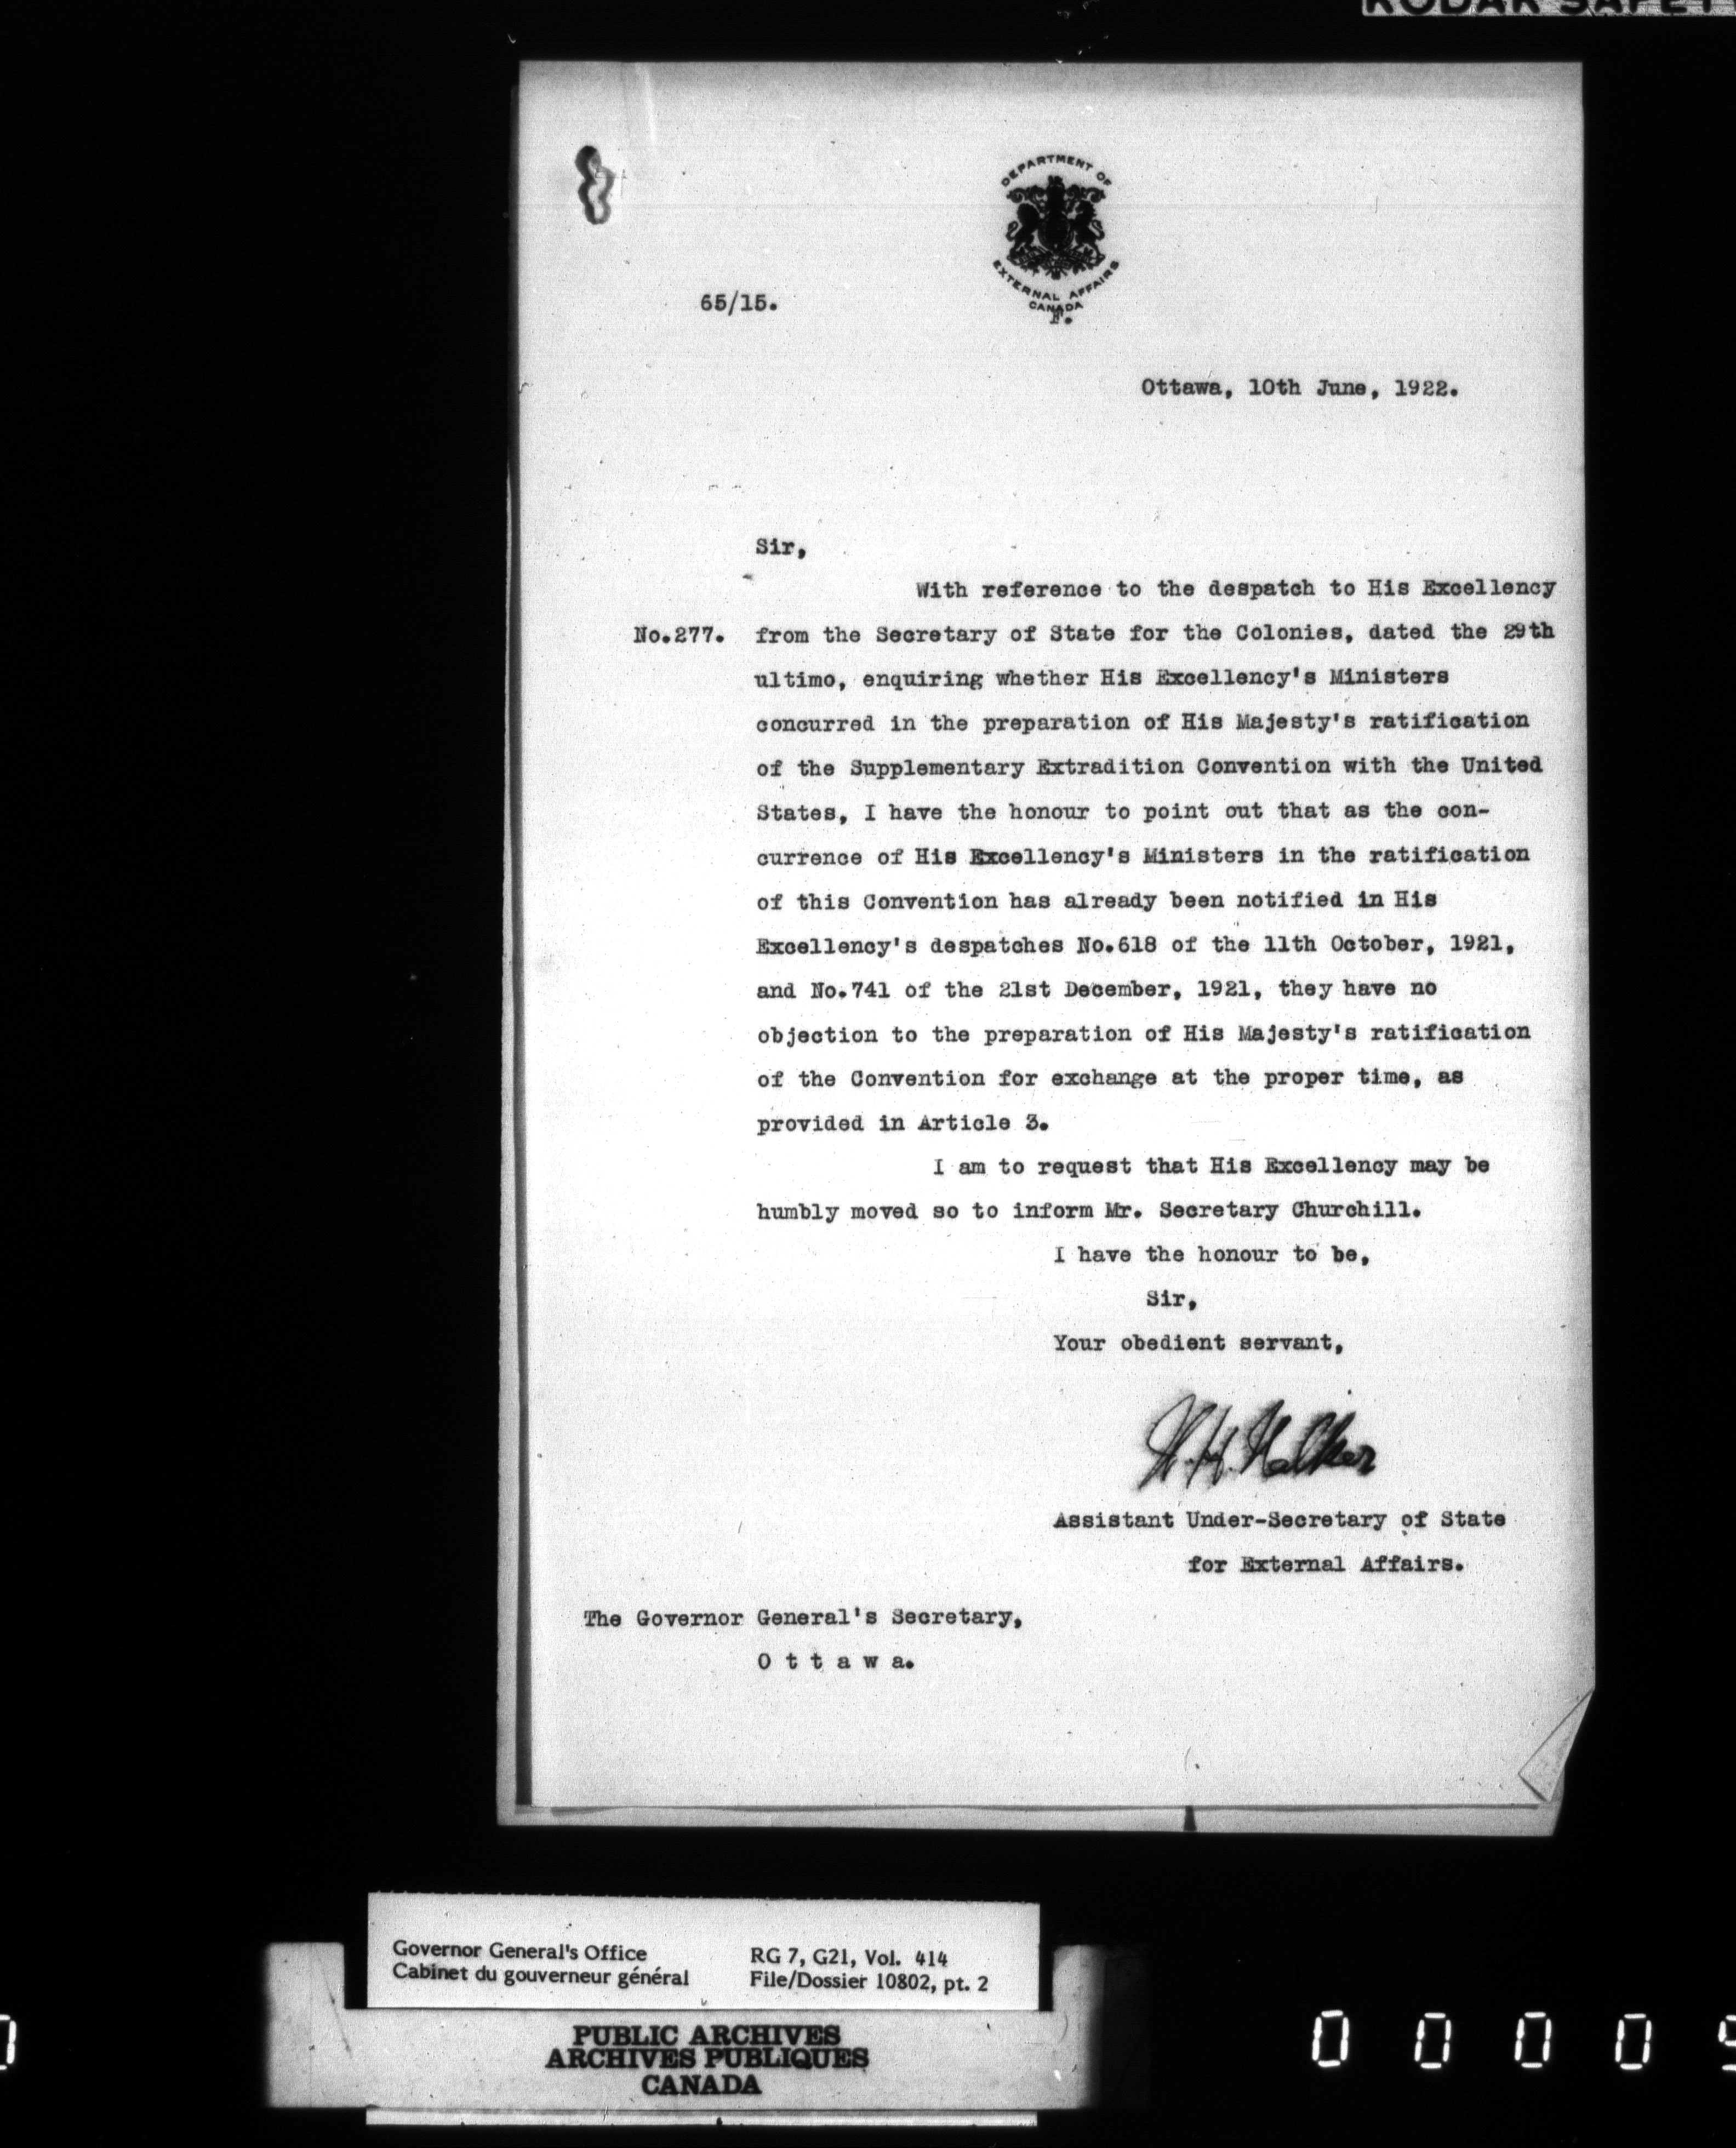 KODAK SAFET
DEPARTMENT OF
EXTERNAL AFFAIRS
CANADA
F.
65/15.
Ottawa, 10th June, 1922.
Sir,
With reference to the despatch to His Excellency
No.277. from the Secretary of State for the Colonies, dated the 29th
ultimo, enquiring whether His Excellency's Ministers
concurred in the preparation of His Majesty's ratification
of the Supplementary Extradition Convention with the United
States, I have the honour to point out that as the con-
currence of His Excellency's Ministers in the ratification
of this Convention has already been notified in His
Excellency's despatches No.618 of the 11th October, 1921,
and No.741 of the 21st December, 1921, they have no
objection to the preparation of His Majesty's ratification
of the Convention for exchange at the proper time, as
provided in Article 3.
I am to request that His Excellency may be
humbly moved so to inform Mr. Secretary Churchill.
I have the honour to be,
Sir,
Your obedient servant,
W.H. Walker
Assistant Under-Secretary of State
for External Affairs.
The Governor General's Secretary,
O t t a w a.
Governor General's Office RG 7, G21, Vol. 414
Cabinet du gouverneur général File/Dossier 10802, pt. 2
PUBLIC ARCHIVES
ARCHIVES PUBLIQUES
CANADA
0 0 0 0